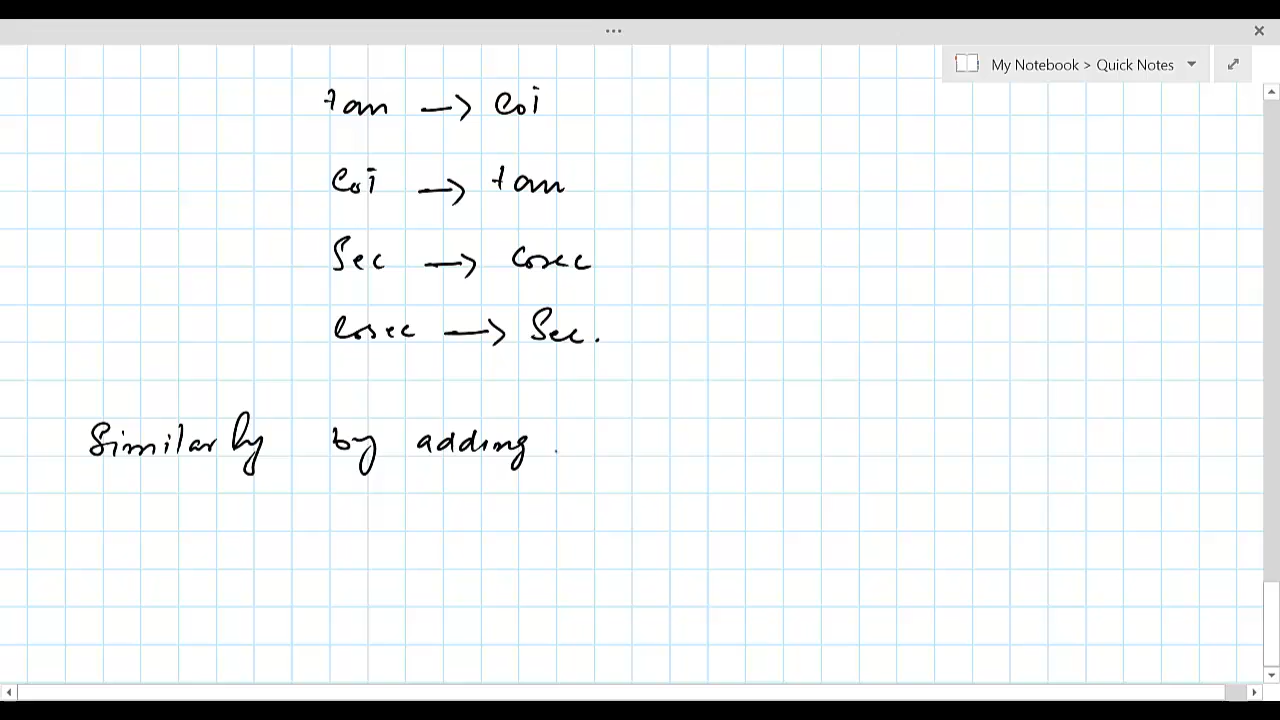 ...
My Notebook > Quick Notes
tan → cot
cot → tan
Sec → cosec
cosec → Sec.
Similarly by adding